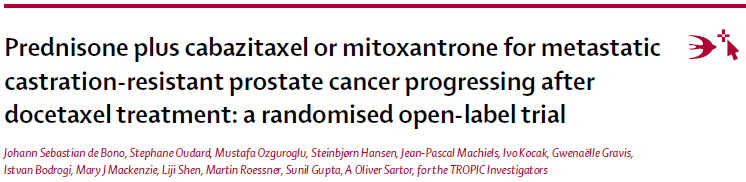 Prednisone plus cabazitaxel or mitoxantrone for metastatic
castration-resistant prostate cancer progressing after
docetaxel treatment: a randomised open-label trial
Johann Sebastian de Bono, Stephane Oudard, Mustafa Ozguroglu, Steinbjørn Hansen, Jean-Pascal Machiels, Ivo Kocak, Gwenaëlle Gravis,
Istvan Bodrogi, Mary J Mackenzie, Liji Shen, Martin Roessner, Sunil Gupta, A Oliver Sartor, for the TROPIC Investigators